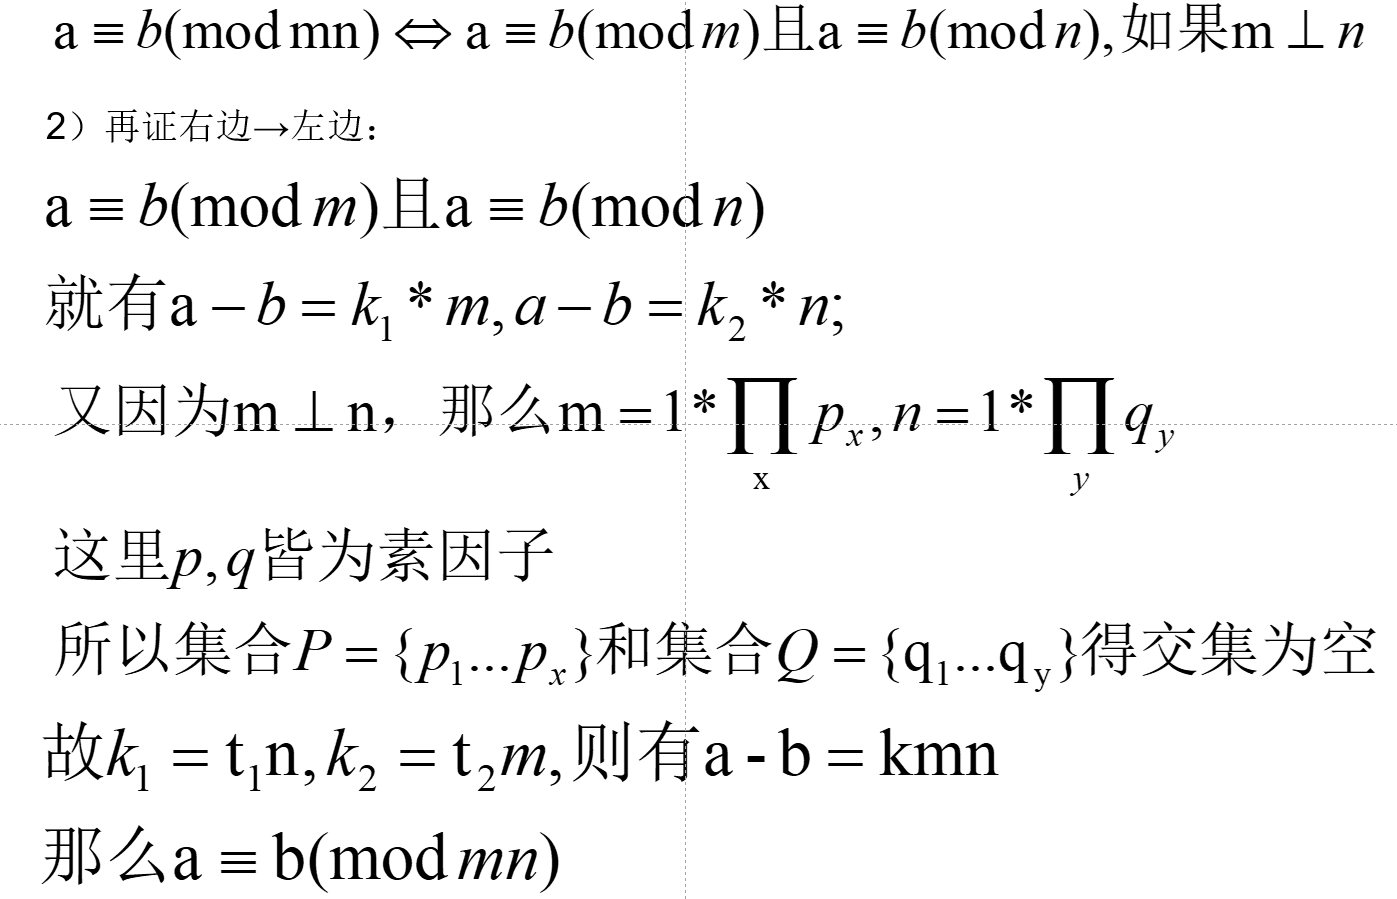 a ≡ b(mod mn) ⇔ a ≡ b(mod m)且a ≡ b(mod n),如果m ⊥ n
2）再证右边→左边：
a ≡ b(mod m)且a ≡ b(mod n)
就有a − b = k₁ * m, a − b = k₂ * n;
又因为m ⊥ n，那么m = 1* ∏ₓ pₓ, n = 1* ∏_y q_y
这里p, q皆为素因子
所以集合P = {p₁...pₓ}和集合Q = {q₁...q_y}得交集为空
故k₁ = t₁n, k₂ = t₂m, 则有a - b = kmn
那么a ≡ b(mod mn)